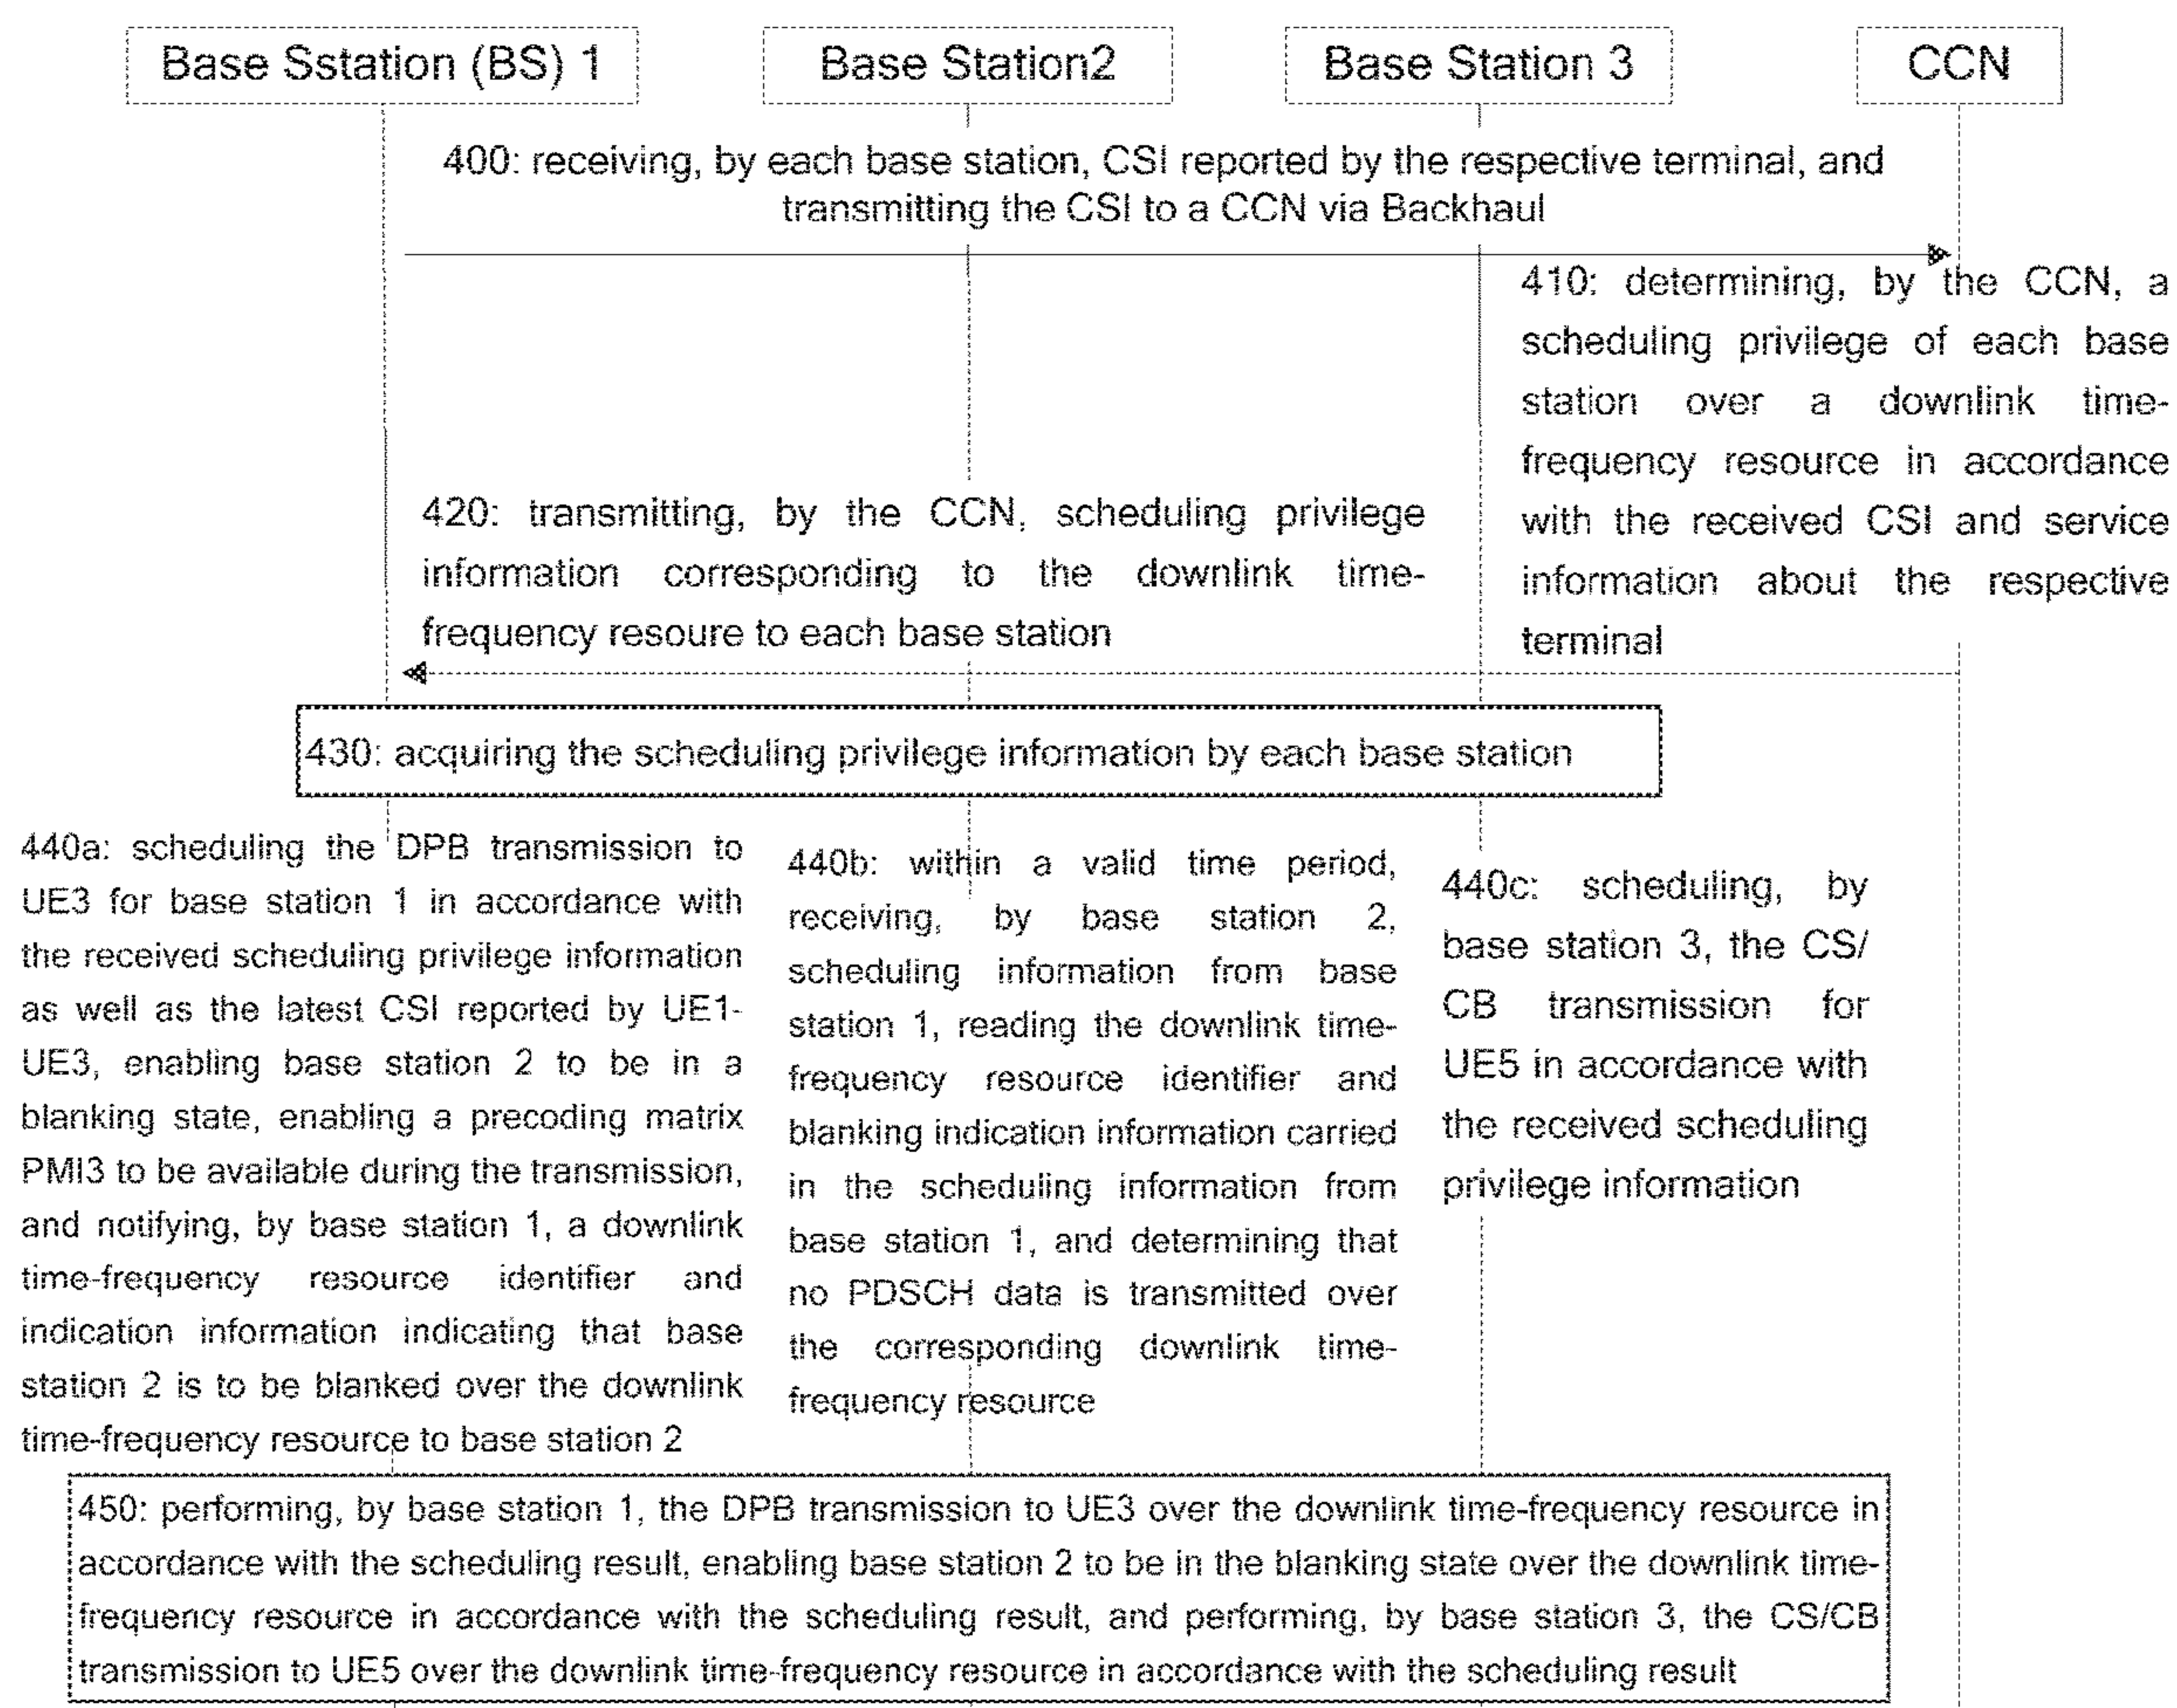 Base Sstation (BS) 1
Base Station2
Base Station 3
CCN
400: receiving, by each base station, CSI reported by the respective terminal, and
transmitting the CSI to a CCN via Backhaul
410: determining, by the CCN, a
scheduling privilege of each base
station over a downlink time-
frequency resource in accordance
with the received CSI and service
information about the respective
terminal
420: transmitting, by the CCN, scheduling privilege
information corresponding to the downlink time-
frequency resoure to each base station
430: acquiring the scheduling privilege information by each base station
440a: scheduling the DPB transmission to
UE3 for base station 1 in accordance with
the received scheduling privilege information
as well as the latest CSI reported by UE1-
UE3, enabling base station 2 to be in a
blanking state, enabling a precoding matrix
PMI3 to be available during the transmission,
and notifying, by base station 1, a downlink
time-frequency resource identifier and
indication information indicating that base
station 2 is to be blanked over the downlink
time-frequency resource to base station 2
440b: within a valid time period,
receiving, by base station 2,
scheduling information from base
station 1, reading the downlink time-
frequency resource identifier and
blanking indication information carried
in the scheduling information from
base station 1, and determining that
no PDSCH data is transmitted over
the corresponding downlink time-
frequency resource
440c: scheduling, by
base station 3, the CS/
CB transmission for
UE5 in accordance with
the received scheduling
privilege information
450: performing, by base station 1, the DPB transmission to UE3 over the downlink time-frequency resource in
accordance with the scheduling result, enabling base station 2 to be in the blanking state over the downlink time-
frequency resource in accordance with the scheduling result, and performing, by base station 3, the CS/CB
transmission to UE5 over the downlink time-frequency resource in accordance with the scheduling result